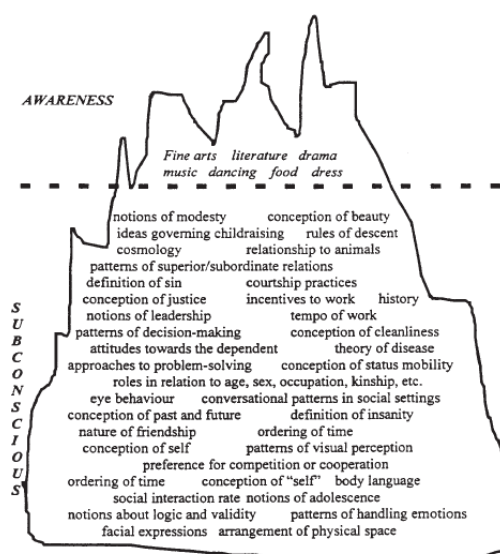 AWARENESS
Fine arts literature drama
music dancing food dress
notions of modesty conception of beauty
ideas governing childraising rules of descent
cosmology relationship to animals
patterns of superior/subordinate relations
definition of sin courtship practices
conception of justice incentives to work history
notions of leadership tempo of work
patterns of decision-making conception of cleanliness
attitudes towards the dependent theory of disease
approaches to problem-solving conception of status mobility
roles in relation to age, sex, occupation, kinship, etc.
eye behaviour conversational patterns in social settings
conception of past and future definition of insanity
nature of friendship ordering of time
conception of self patterns of visual perception
preference for competition or cooperation
ordering of time conception of "self" body language
social interaction rate notions of adolescence
notions about logic and validity patterns of handling emotions
facial expressions arrangement of physical space
SUBCONSCIOUS